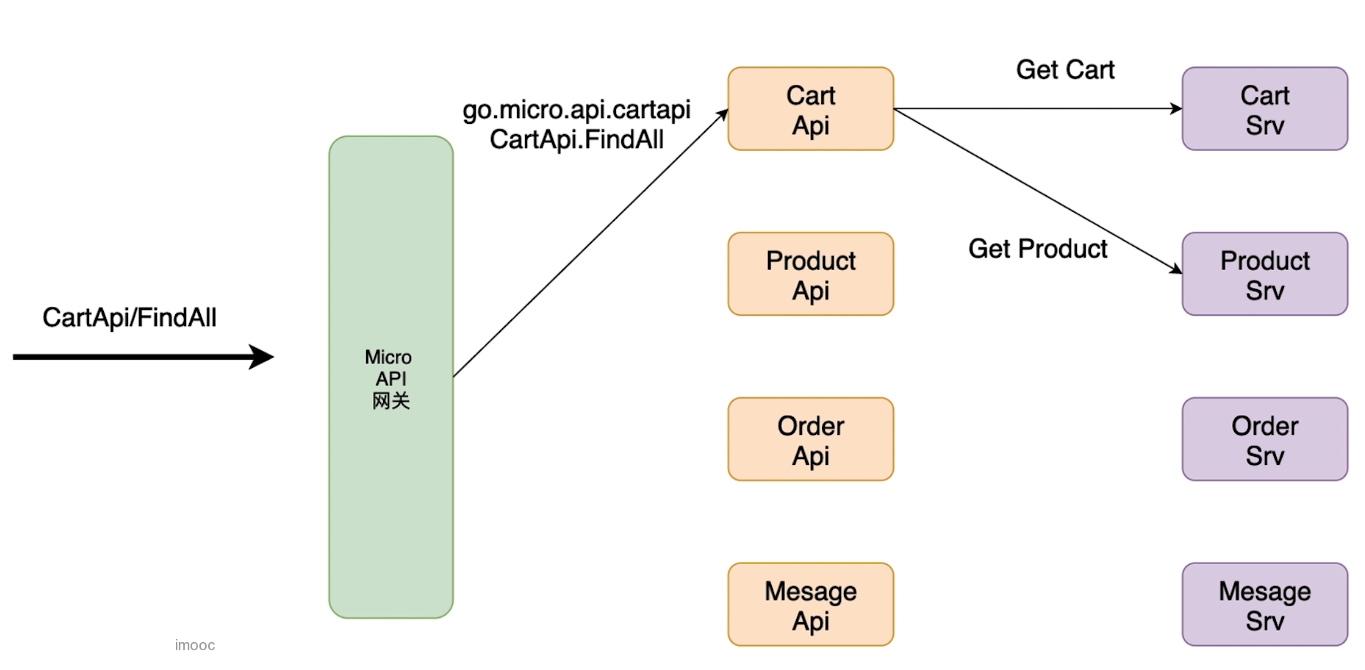 CartApi/FindAll
Micro
API
网关
go.micro.api.cartapi
CartApi.FindAll
Cart
Api
Get Cart
Cart
Srv
Product
Api
Get Product
Product
Srv
Order
Api
Order
Srv
Mesage
Api
Mesage
Srv
imooc